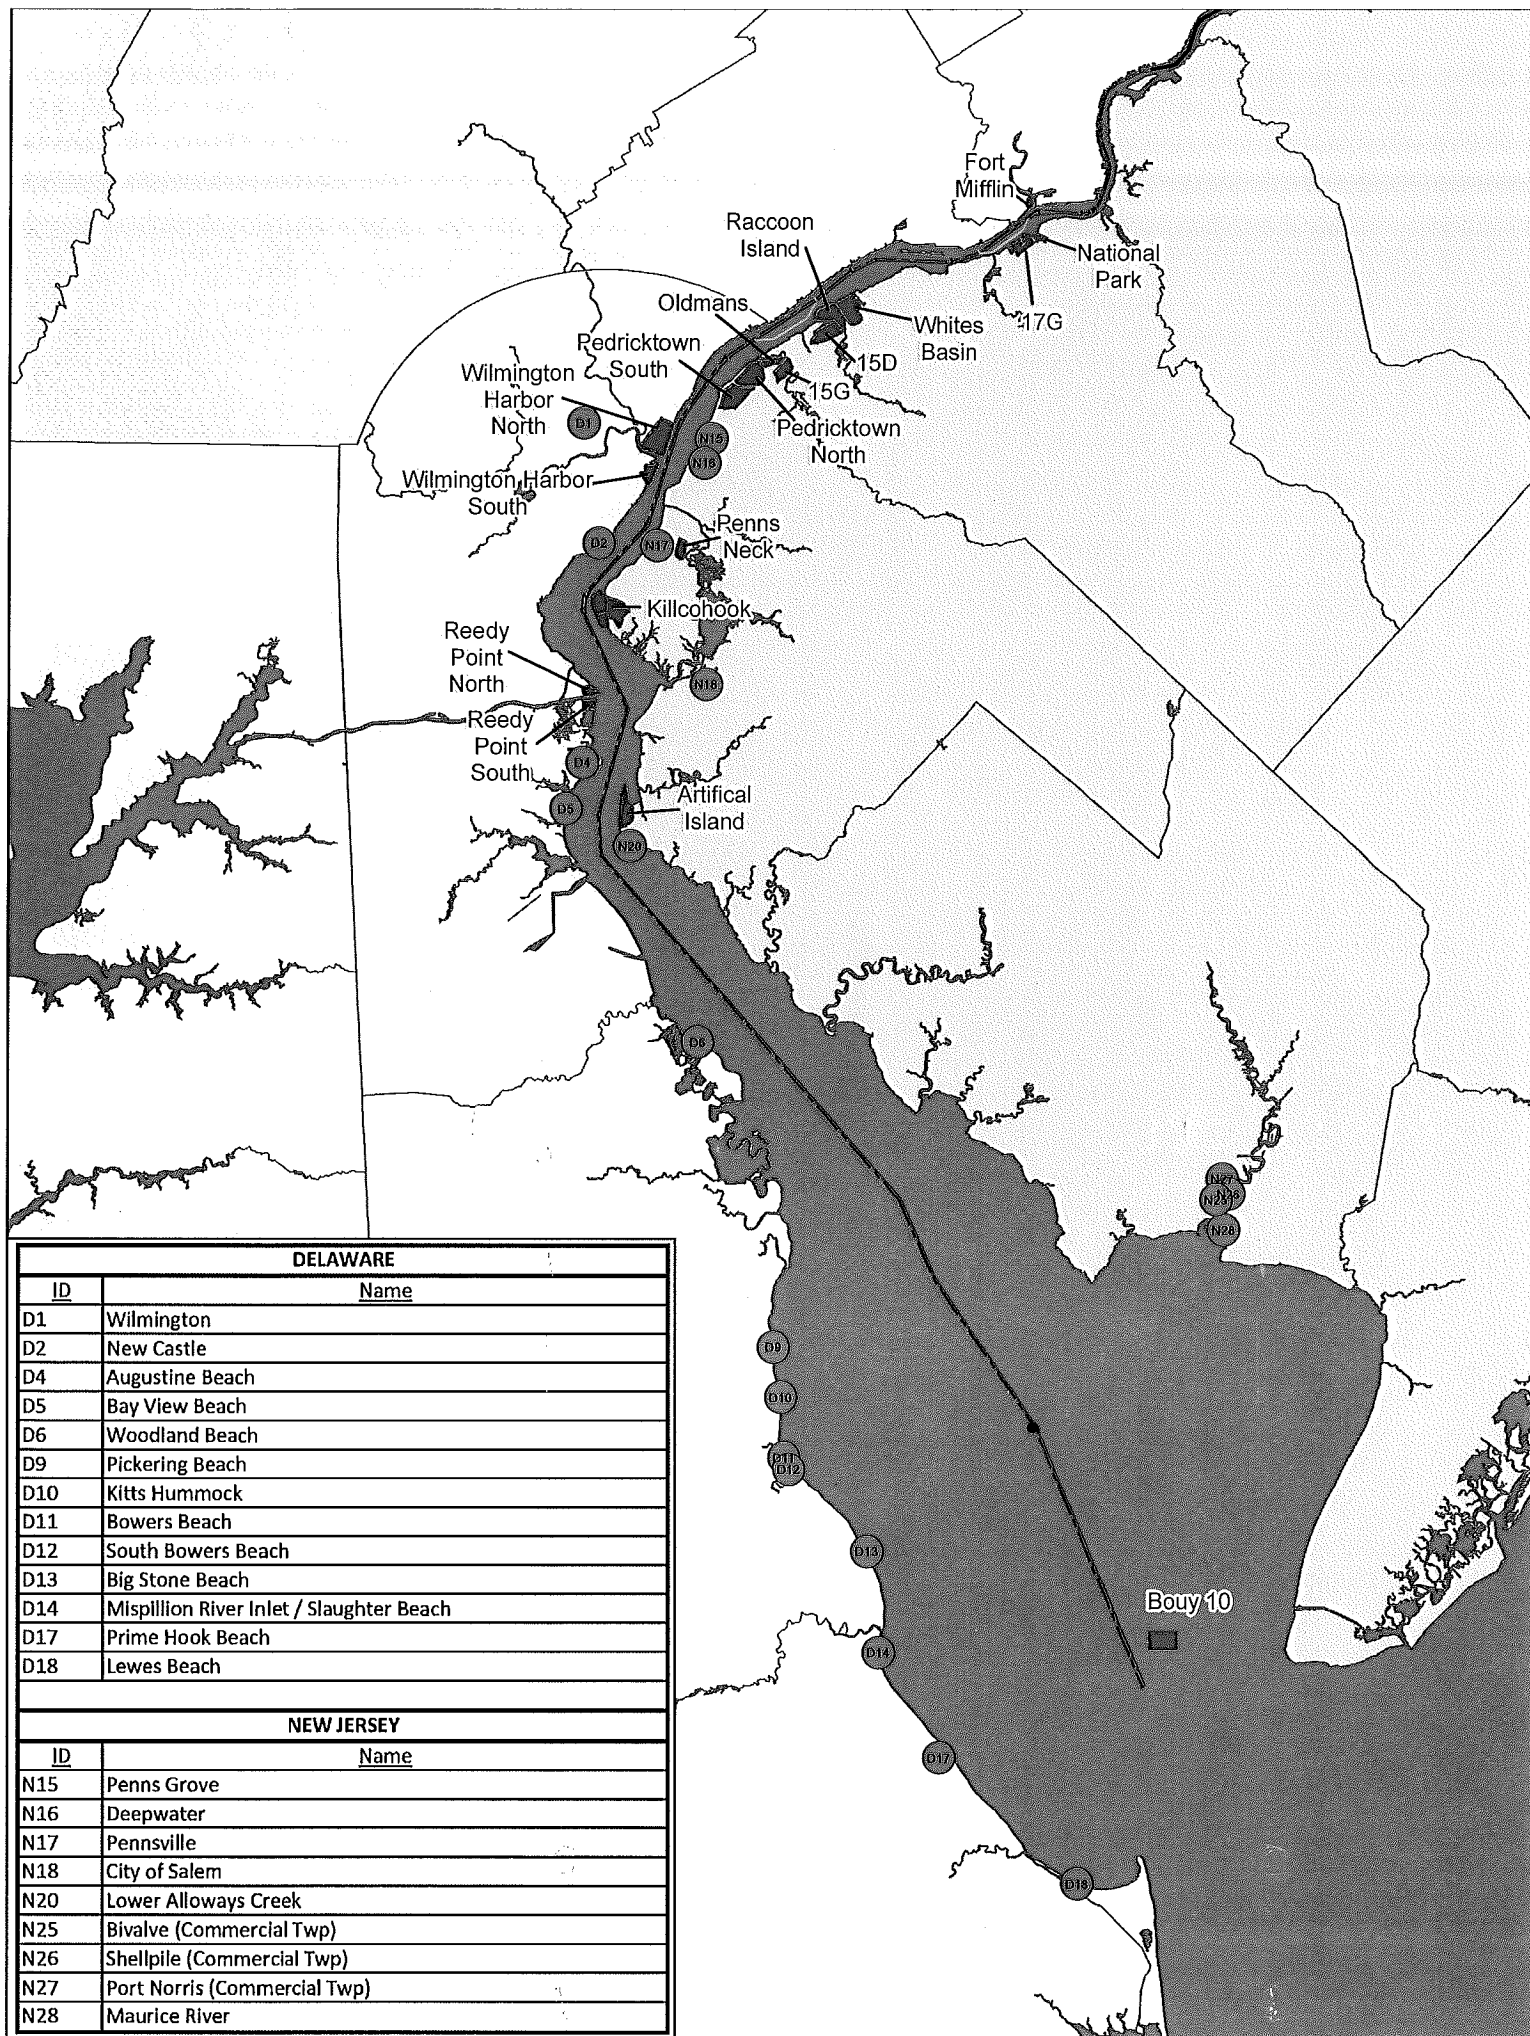 Fort
Mifflin
Raccoon
Island
National
Park
Oldmans
17G
Whites
Basin
Pedricktown
South
15D
Wilmington
Harbor
North
15G
D1
Pedricktown
North
N15
N16
Wilmington Harbor
South
Penns
Neck
D2
N17
Killcohook
Reedy
Point
North
N18
Reedy
Point
South
D4
Artifical
Island
D5
N20
D6
N27
N26
N25
N28
D9
D10
D11
D12
D13
Bouy 10
D14
D17
D18
DELAWARE
ID Name
D1 Wilmington
D2 New Castle
D4 Augustine Beach
D5 Bay View Beach
D6 Woodland Beach
D9 Pickering Beach
D10 Kitts Hummock
D11 Bowers Beach
D12 South Bowers Beach
D13 Big Stone Beach
D14 Mispillion River Inlet / Slaughter Beach
D17 Prime Hook Beach
D18 Lewes Beach
NEW JERSEY
ID Name
N15 Penns Grove
N16 Deepwater
N17 Pennsville
N18 City of Salem
N20 Lower Alloways Creek
N25 Bivalve (Commercial Twp)
N26 Shellpile (Commercial Twp)
N27 Port Norris (Commercial Twp)
N28 Maurice River